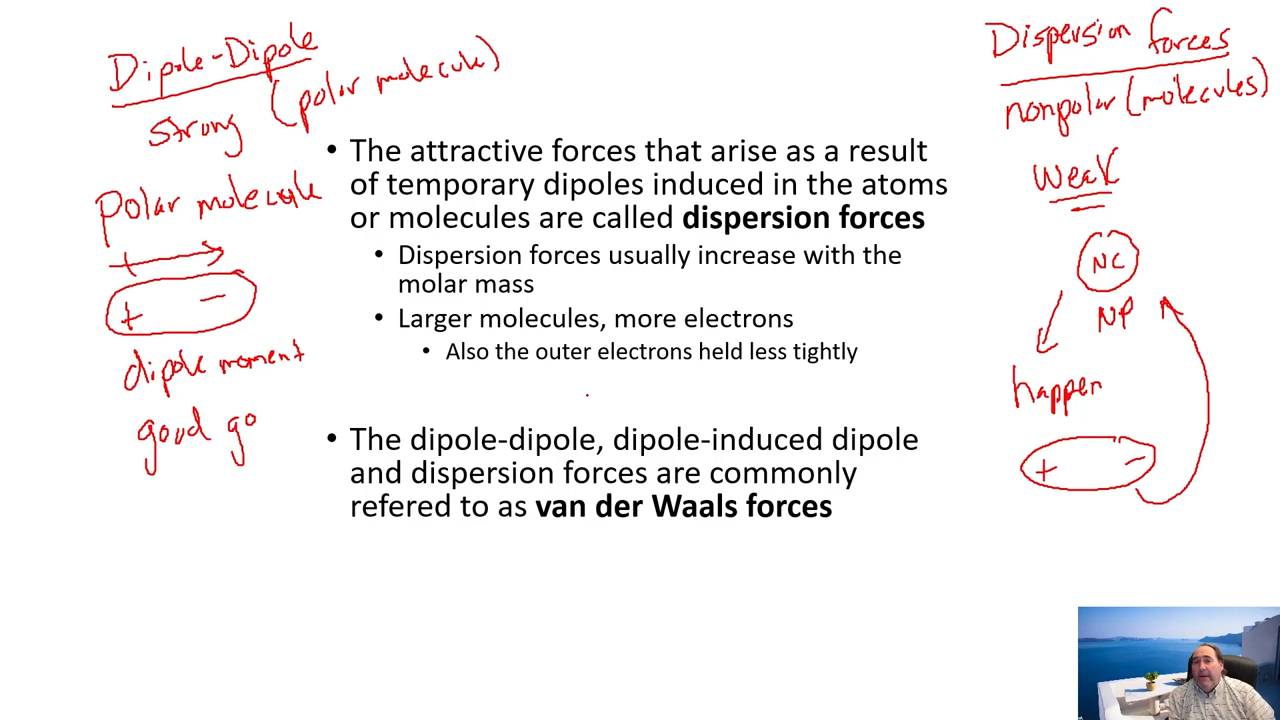 Dipole-Dipole
strong (polar molecule)
polar molecule
+ -
dipole moment
good go
• The attractive forces that arise as a result
of temporary dipoles induced in the atoms
or molecules are called dispersion forces
• Dispersion forces usually increase with the
molar mass
• Larger molecules, more electrons
• Also the outer electrons held less tightly
• The dipole-dipole, dipole-induced dipole
and dispersion forces are commonly
refered to as van der Waals forces
Dispersion forces
nonpolar (molecules)
Weak
NC
NP
happen
+ -